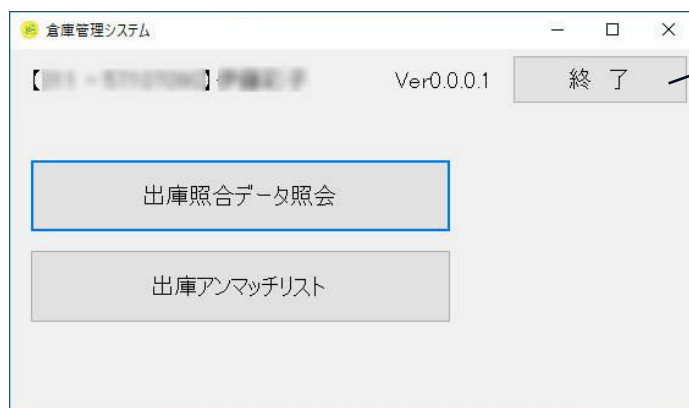 倉庫管理システム
【 】 Ver0.0.0.1 終 了
出庫照合データ照会
出庫アンマッチリスト